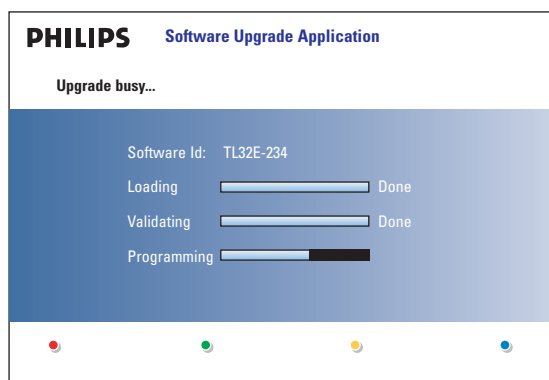 PHILIPS Software Upgrade Application
Upgrade busy...
Software Id: TL32E-234
Loading Done
Validating Done
Programming